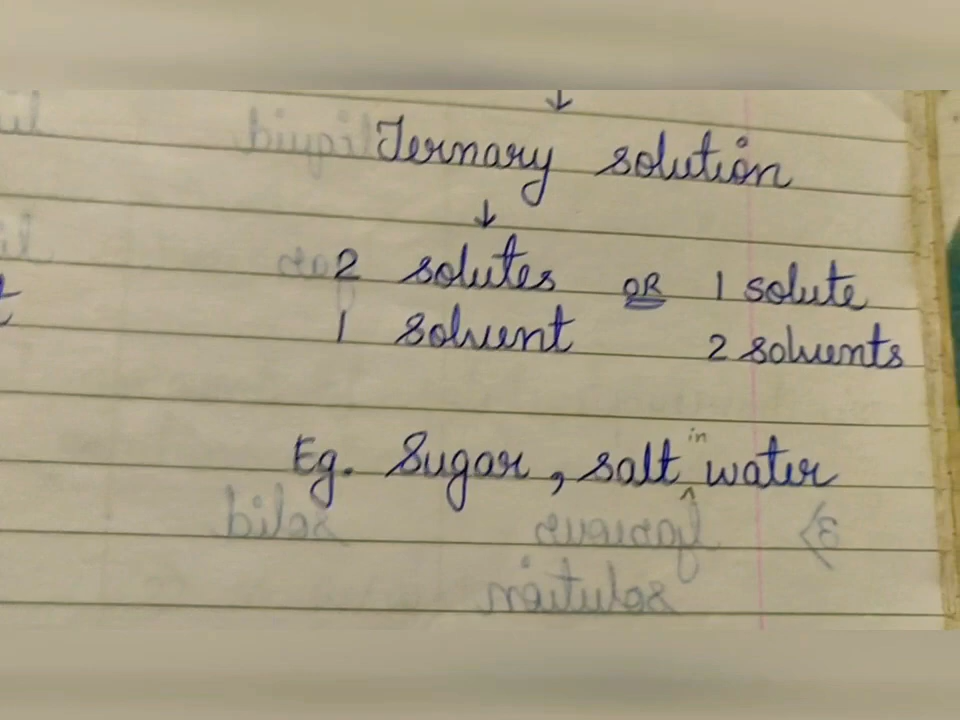 ↓
Ternary solution
↓
2 solutes OR 1 solute
1 solvent 2 solvents
Eg. Sugar, salt in water